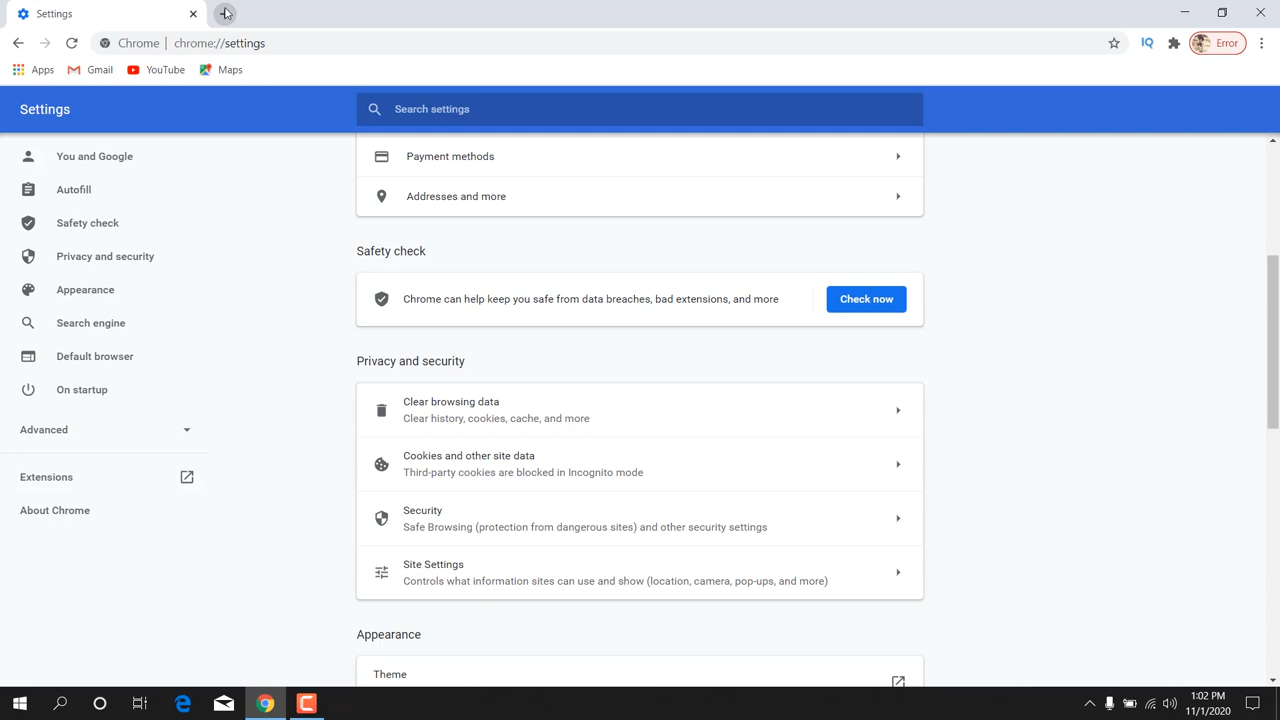 Settings
Chrome | chrome://settings
Error
Apps Gmail YouTube Maps
Settings
Search settings
You and Google
Autofill
Safety check
Privacy and security
Appearance
Search engine
Default browser
On startup
Advanced
Extensions
About Chrome
Payment methods
Addresses and more
Safety check
Chrome can help keep you safe from data breaches, bad extensions, and more
Check now
Privacy and security
Clear browsing data
Clear history, cookies, cache, and more
Cookies and other site data
Third-party cookies are blocked in Incognito mode
Security
Safe Browsing (protection from dangerous sites) and other security settings
Site Settings
Controls what information sites can use and show (location, camera, pop-ups, and more)
Appearance
Theme
1:02 PM
11/1/2020